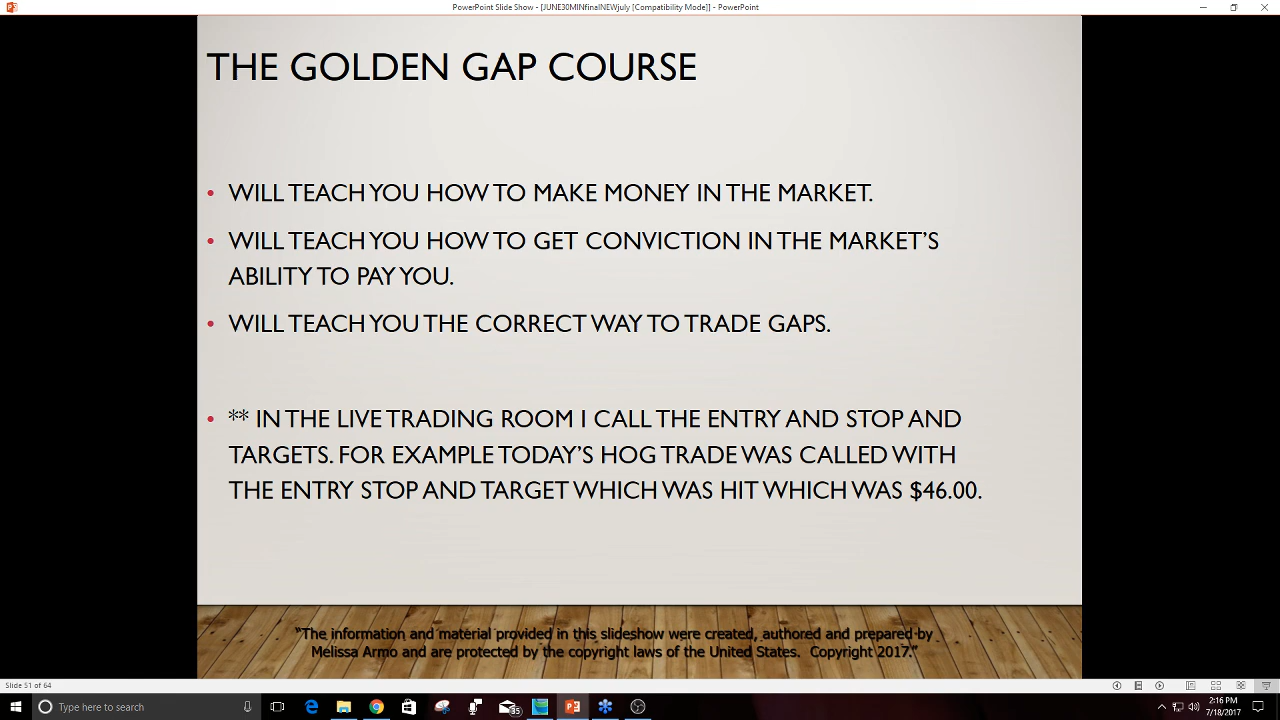 PowerPoint Slide Show - [JUNE30MINfinalNEWjuly [Compatibility Mode]] - PowerPoint
THE GOLDEN GAP COURSE
• WILL TEACH YOU HOW TO MAKE MONEY IN THE MARKET.
• WILL TEACH YOU HOW TO GET CONVICTION IN THE MARKET'S
ABILITY TO PAY YOU.
• WILL TEACH YOU THE CORRECT WAY TO TRADE GAPS.
• ** IN THE LIVE TRADING ROOM I CALL THE ENTRY AND STOP AND
TARGETS. FOR EXAMPLE TODAY'S HOG TRADE WAS CALLED WITH
THE ENTRY STOP AND TARGET WHICH WAS HIT WHICH WAS $46.00.
"The information and material provided in this slideshow were created, authored and prepared by
Melissa Armo and are protected by the copyright laws of the United States. Copyright 2017."
Slide 51 of 64
Type here to search
35
2:16 PM
7/18/2017